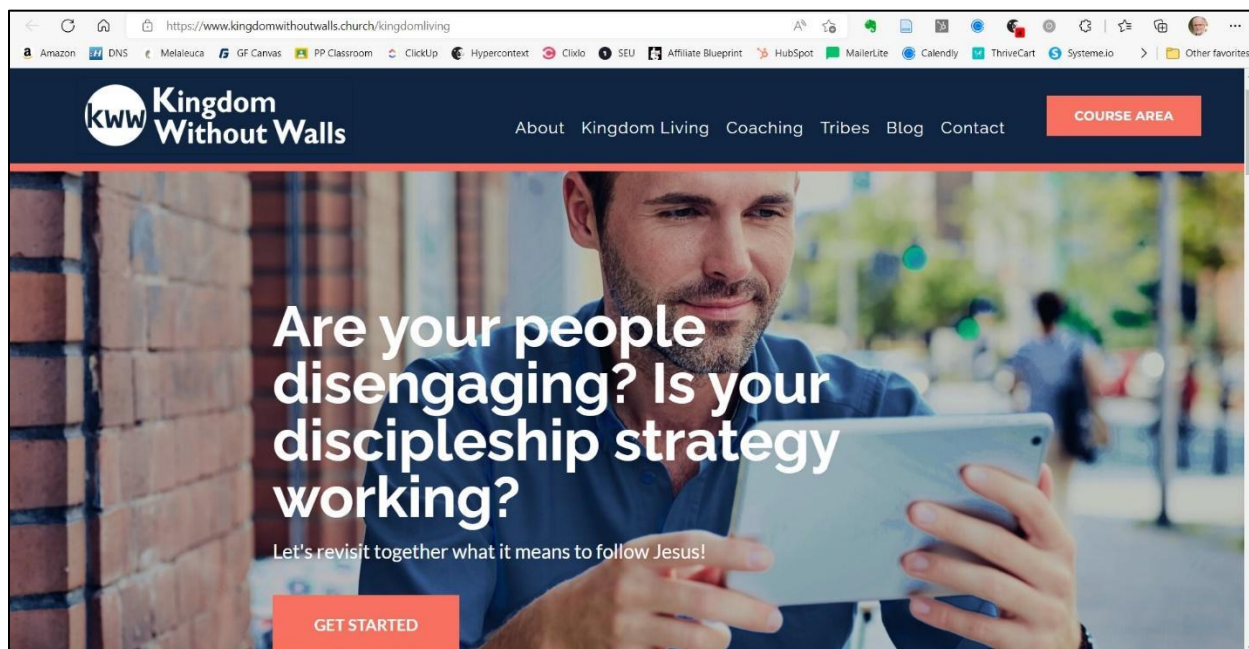 https://www.kingdomwithoutwalls.church/kingdomliving
Amazon DNS Melaleuca GF Canvas PP Classroom ClickUp Hypercontext Clixlo SEU Affiliate Blueprint HubSpot MailerLite Calendly ThriveCart Systeme.io Other favorites
kww Kingdom
Without Walls
About Kingdom Living Coaching Tribes Blog Contact COURSE AREA
Are your people
disengaging? Is your
discipleship strategy
working?
Let's revisit together what it means to follow Jesus!
GET STARTED